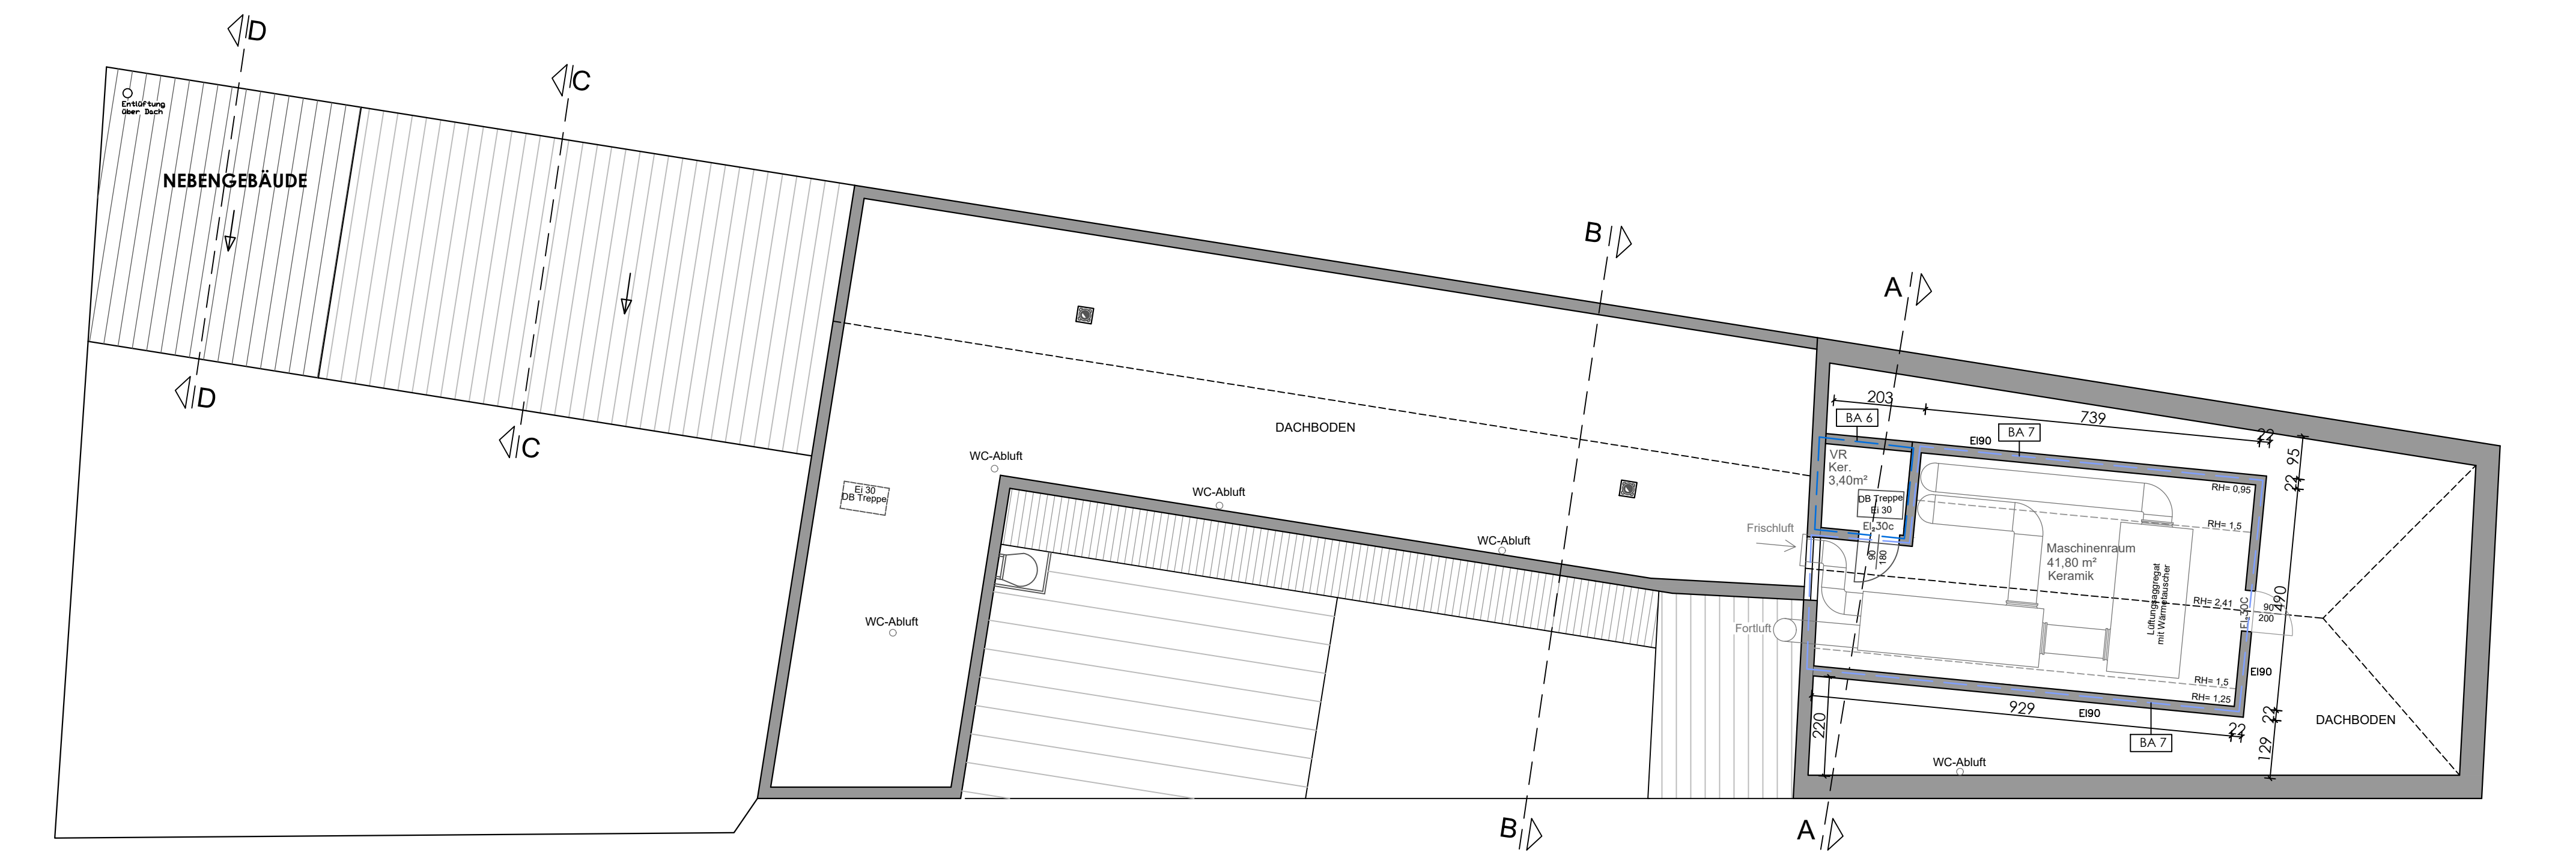 D
C
Entlüftung
über Dach
NEBENGEBÄUDE
D
C
B
A
DACHBODEN
WC-Abluft
WC-Abluft
WC-Abluft
WC-Abluft
Ei 30
DB Treppe
203
739
22
BA 6
BA 7
EI90
95
22
VR
Ker.
3,40m²
DB Treppe
Ei 30
EI₂30c
90
180
RH= 0,95
RH= 1,5
Frischluft
Maschinenraum
41,80 m²
Keramik
Lüftungsaggregat
mit Wärmetauscher
RH= 2,41
EI₂30C
90
200
490
Fortluft
RH= 1,5
RH= 1,25
EI90
929
EI90
22
22
129
220
BA 7
DACHBODEN
WC-Abluft
B
A